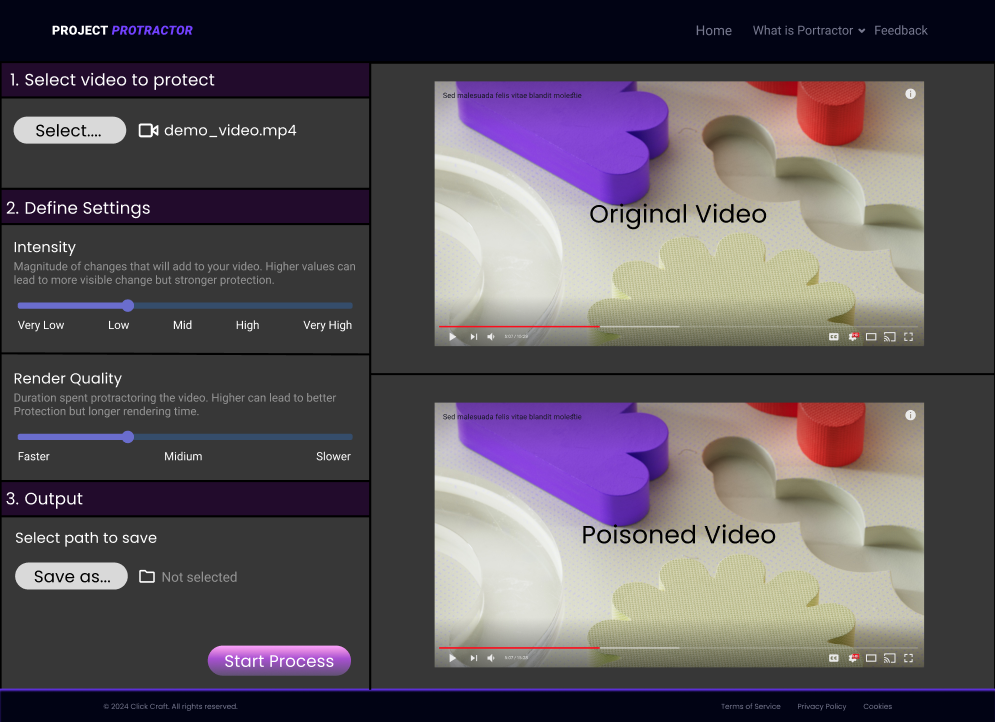 PROJECT PROTRACTOR
Home What is Portractor Feedback
1. Select video to protect
Select.... demo_video.mp4
2. Define Settings
Intensity
Magnitude of changes that will add to your video. Higher values can
lead to more visible change but stronger protection.
Very Low Low Mid High Very High
Render Quality
Duration spent protractoring the video. Higher can lead to better
Protection but longer rendering time.
Faster Midium Slower
3. Output
Select path to save
Save as... Not selected
Start Process
Sed malesuada felis vitae blandit molestie
Original Video
CC
Sed malesuada felis vitae blandit molestie
Poisoned Video
CC
© 2024 Click Craft. All rights reserved.
Terms of Service Privacy Policy Cookies